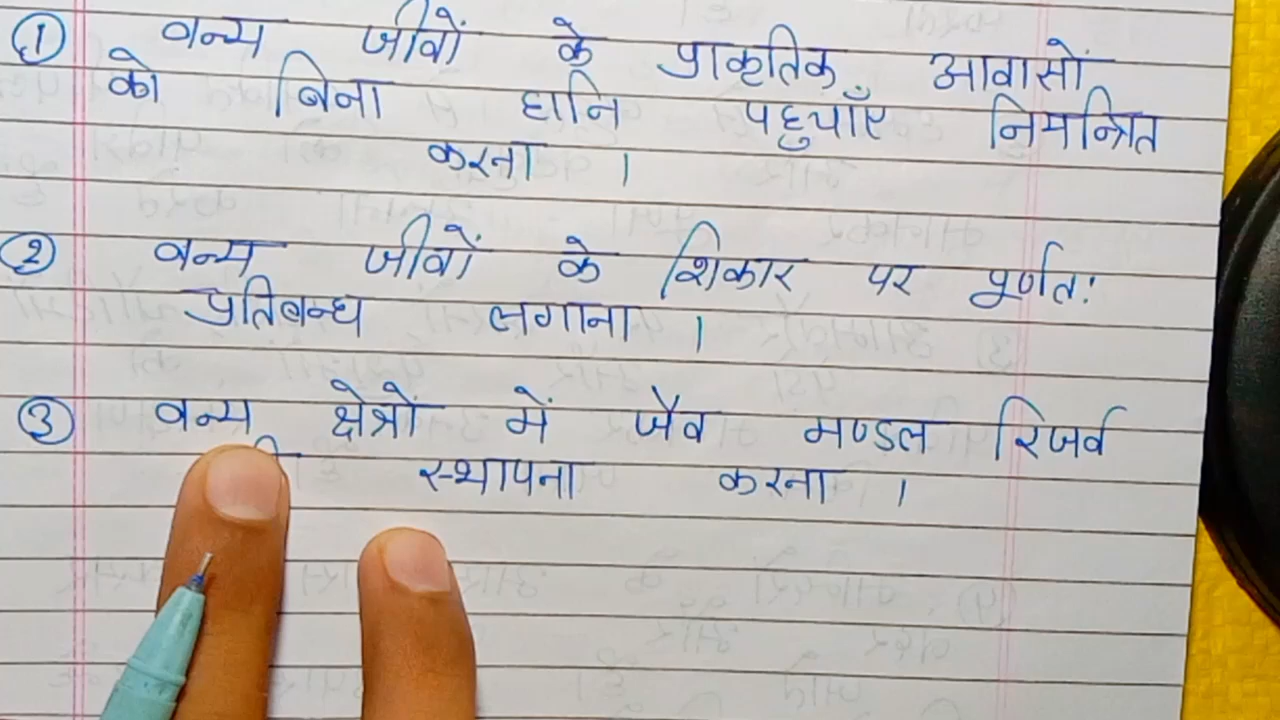 ① वन्य जीवों के प्राकृतिक आवासों
को बिना हानि पहुचाएँ नियन्त्रित
करना ।
② वन्य जीवों के शिकार पर पूर्णतः
प्रतिबन्ध लगाना ।
③ वन्य क्षेत्रों में जैव मण्डल रिजर्व
स्थापना करना ।